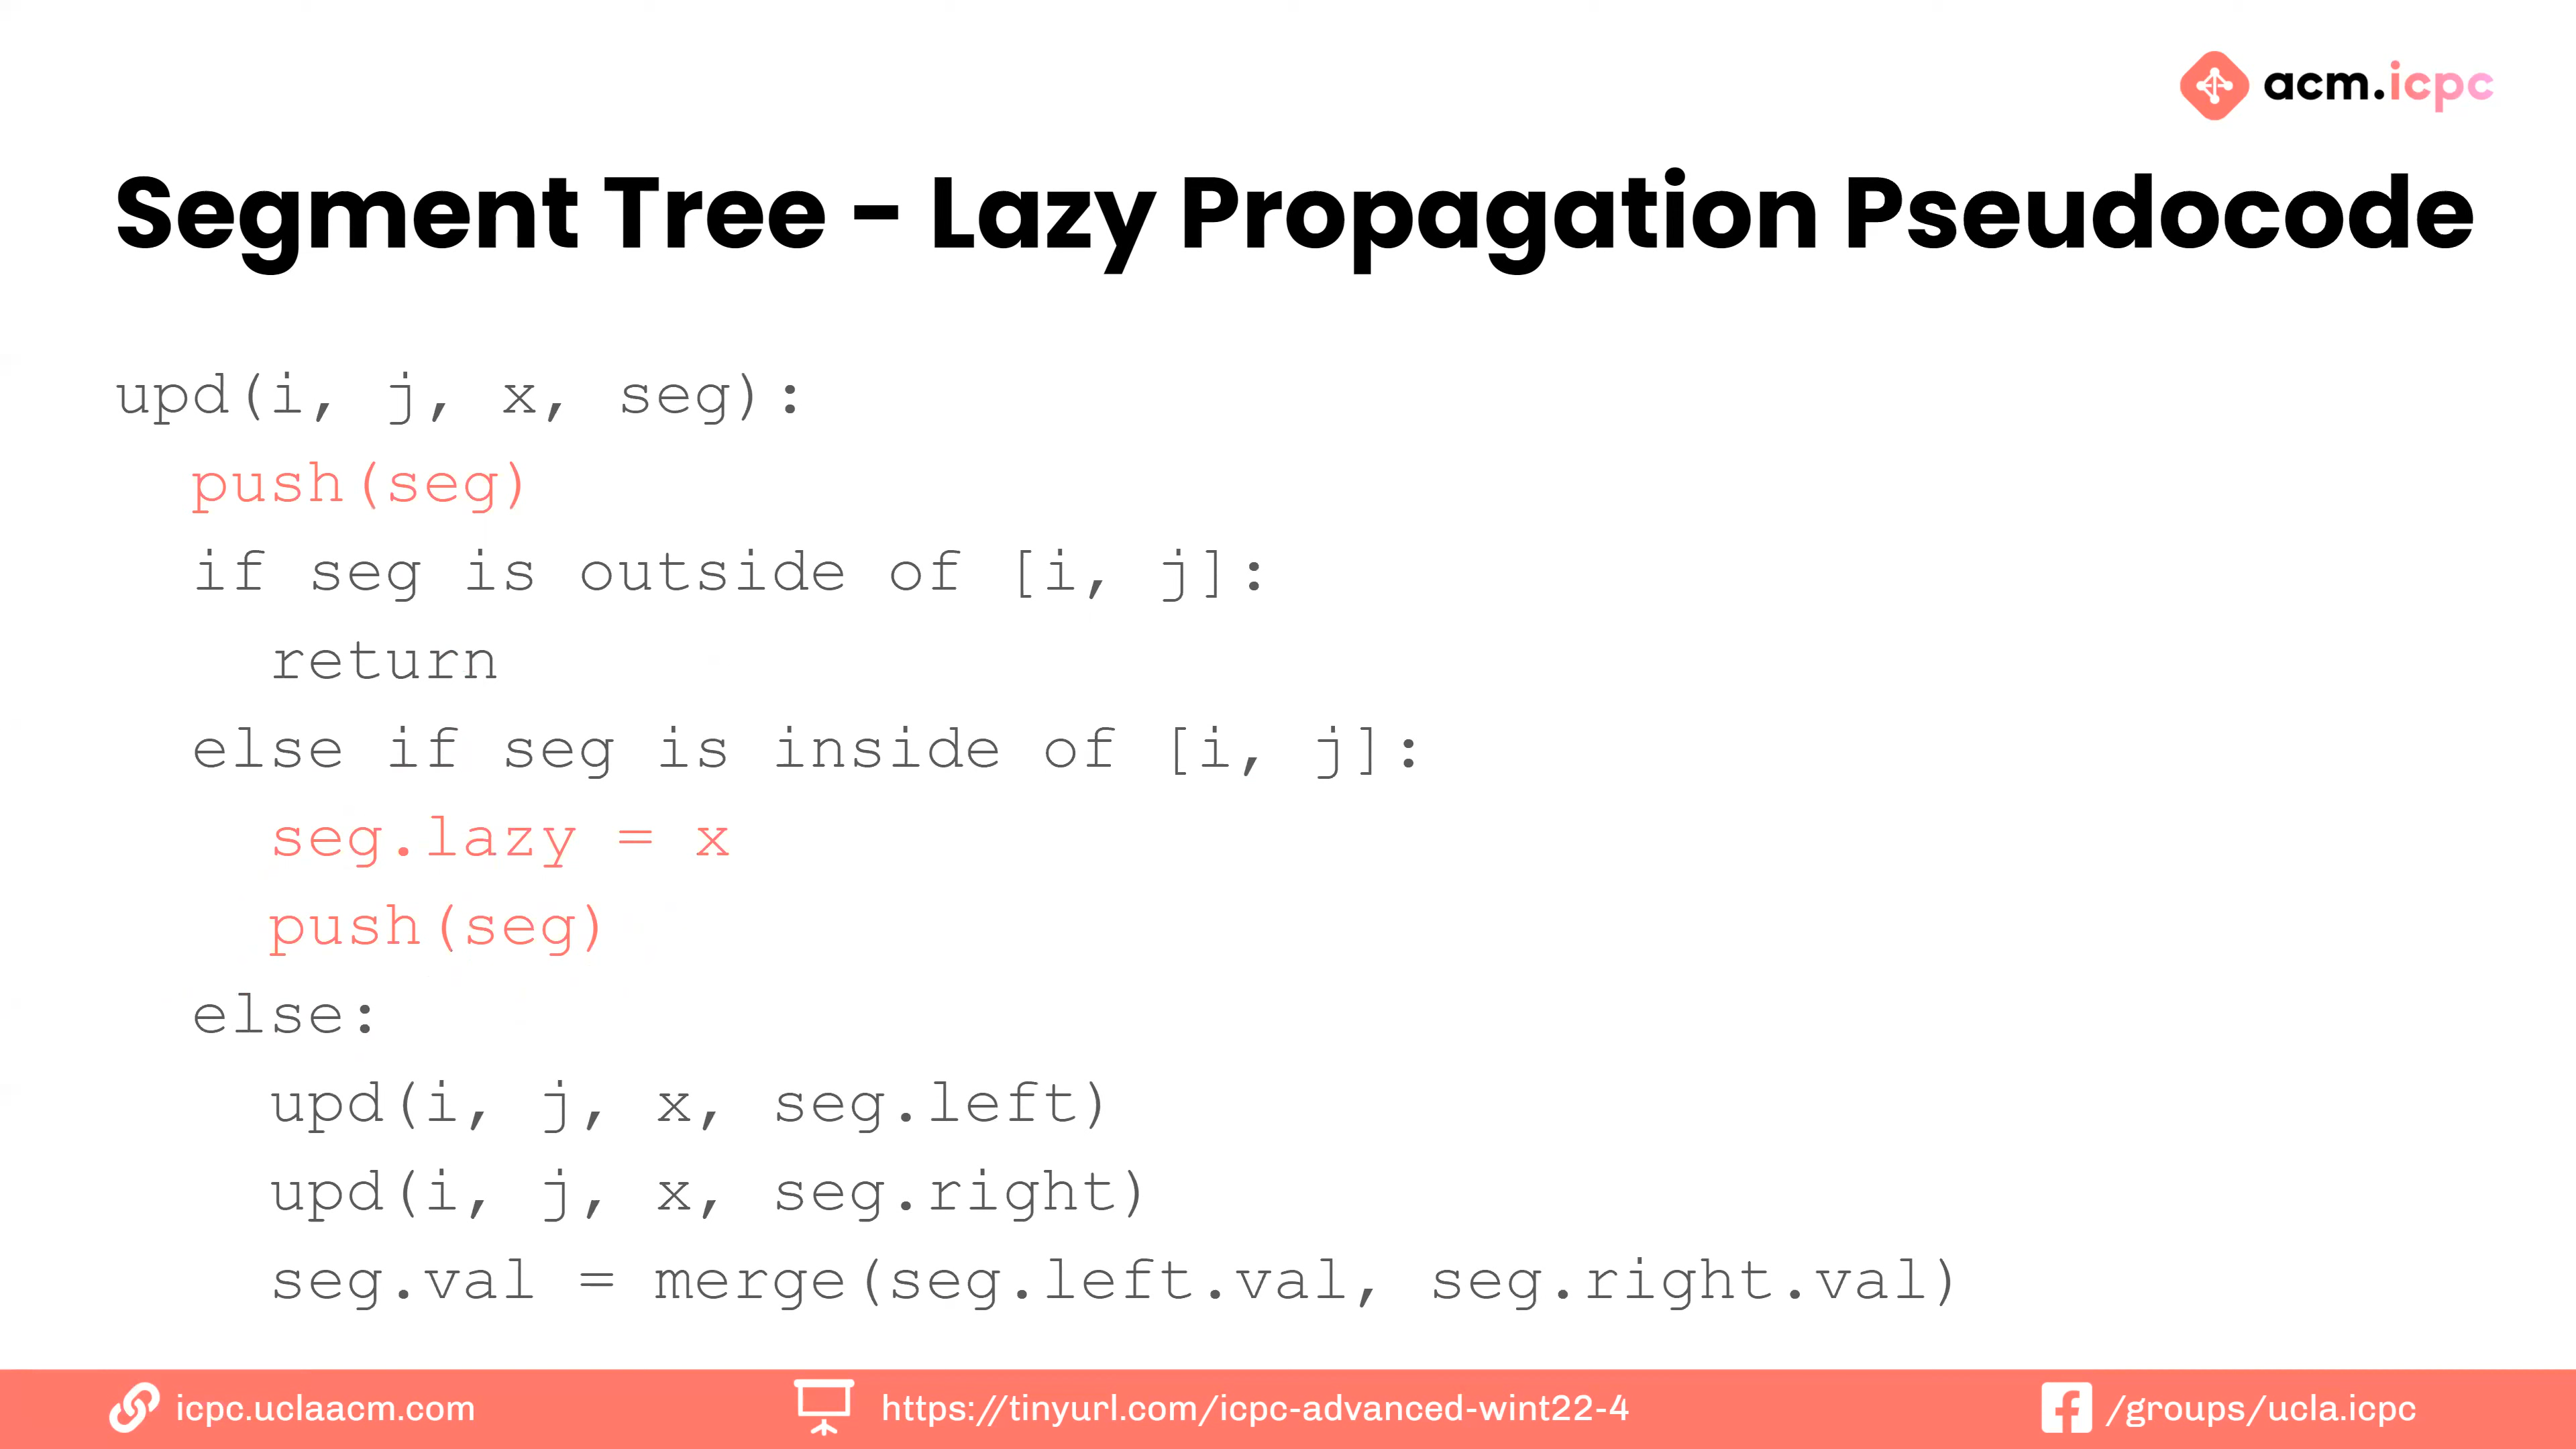 acm.icpc
Segment Tree - Lazy Propagation Pseudocode
upd(i, j, x, seg):
push(seg)
if seg is outside of [i, j]:
return
else if seg is inside of [i, j]:
seg.lazy = x
push(seg)
else:
upd(i, j, x, seg.left)
upd(i, j, x, seg.right)
seg.val = merge(seg.left.val, seg.right.val)
icpc.uclaacm.com
https://tinyurl.com/icpc-advanced-wint22-4
/groups/ucla.icpc